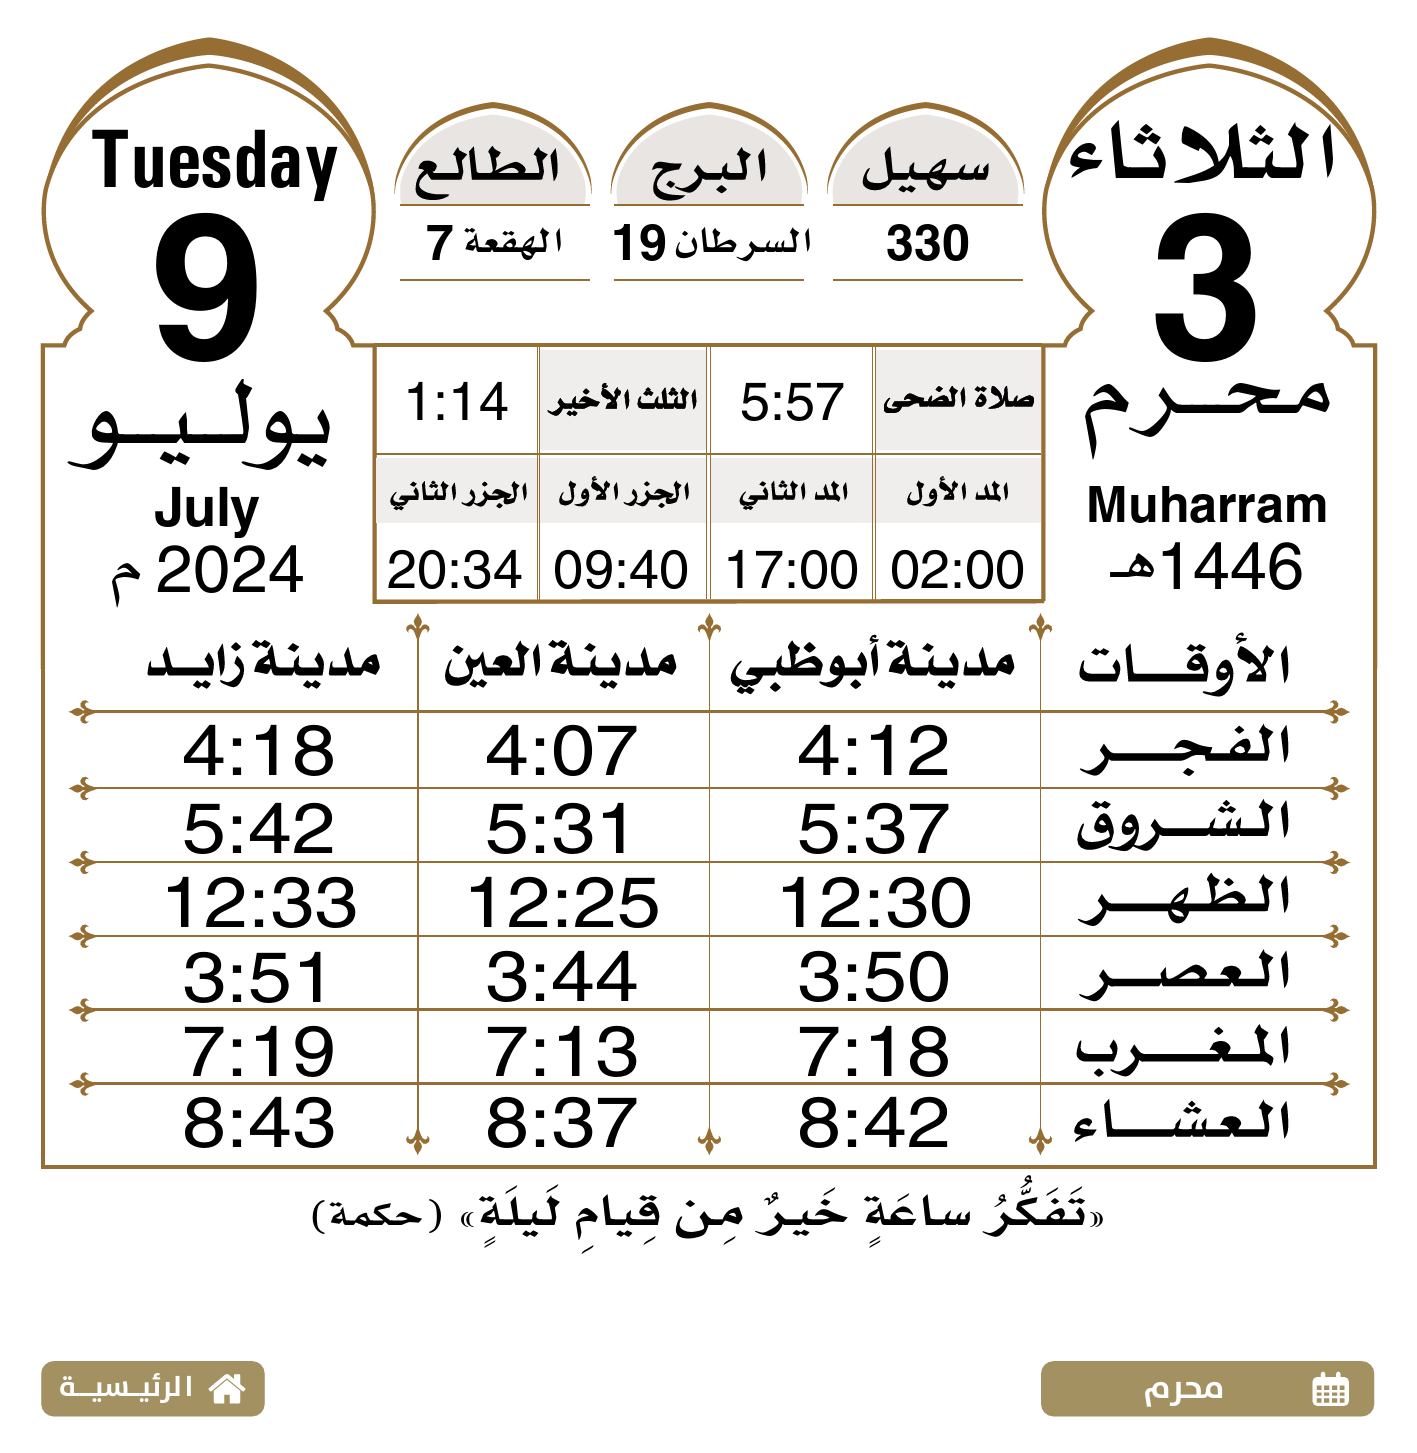 الثلاثاء
3
محرم
Muharram
1446هـ
سهيل
330
البرج
السرطان 19
الطالع
الهقعة 7
Tuesday
9
يوليو
July
2024 م
صلاة الضحى 5:57 الثلث الأخير 1:14
المد الأول المد الثاني الجزر الأول الجزر الثاني
02:00 17:00 09:40 20:34
الأوقات مدينة أبوظبي مدينة العين مدينة زايد
الفجر 4:12 4:07 4:18
الشروق 5:37 5:31 5:42
الظهر 12:30 12:25 12:33
العصر 3:50 3:44 3:51
المغرب 7:18 7:13 7:19
العشاء 8:42 8:37 8:43
«تَفَكُّرُ ساعَةٍ خَيرٌ مِن قِيامِ لَيلَةٍ» (حكمة)
محرم
الرئيسية